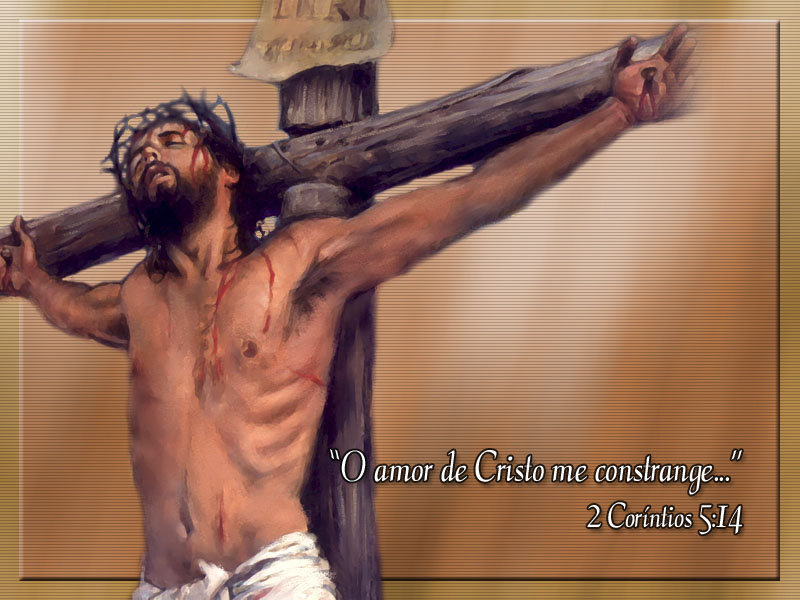 “O amor de Cristo me constrange...”
2 Coríntios 5:14